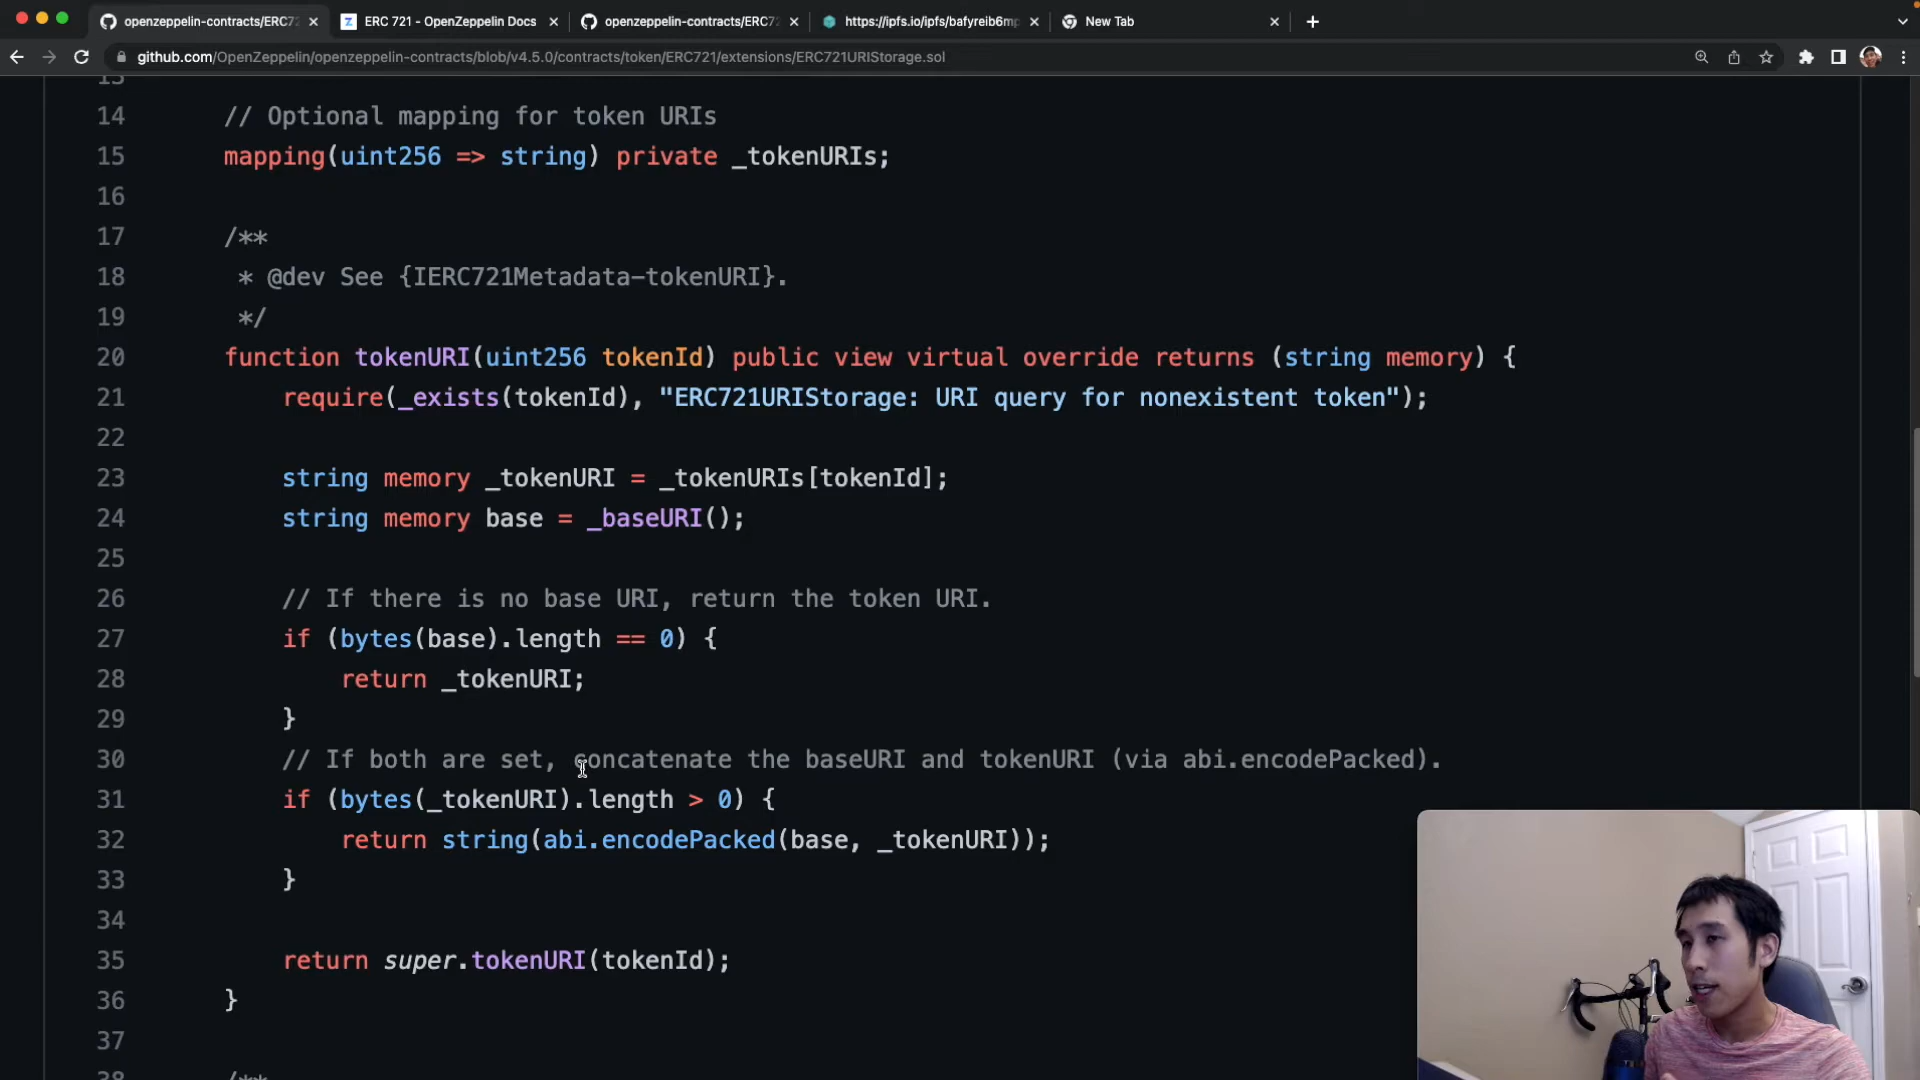 openzeppelin-contracts/ERC72
ERC 721 - OpenZeppelin Docs
openzeppelin-contracts/ERC72
https://ipfs.io/ipfs/bafyreib6mp
New Tab
github.com/OpenZeppelin/openzeppelin-contracts/blob/v4.5.0/contracts/token/ERC721/extensions/ERC721URIStorage.sol
13
14 // Optional mapping for token URIs
15 mapping(uint256 => string) private _tokenURIs;
16
17 /**
18 * @dev See {IERC721Metadata-tokenURI}.
19 */
20 function tokenURI(uint256 tokenId) public view virtual override returns (string memory) {
21 require(_exists(tokenId), "ERC721URIStorage: URI query for nonexistent token");
22
23 string memory _tokenURI = _tokenURIs[tokenId];
24 string memory base = _baseURI();
25
26 // If there is no base URI, return the token URI.
27 if (bytes(base).length == 0) {
28 return _tokenURI;
29 }
30 // If both are set, concatenate the baseURI and tokenURI (via abi.encodePacked).
31 if (bytes(_tokenURI).length > 0) {
32 return string(abi.encodePacked(base, _tokenURI));
33 }
34
35 return super.tokenURI(tokenId);
36 }
37
38 /**